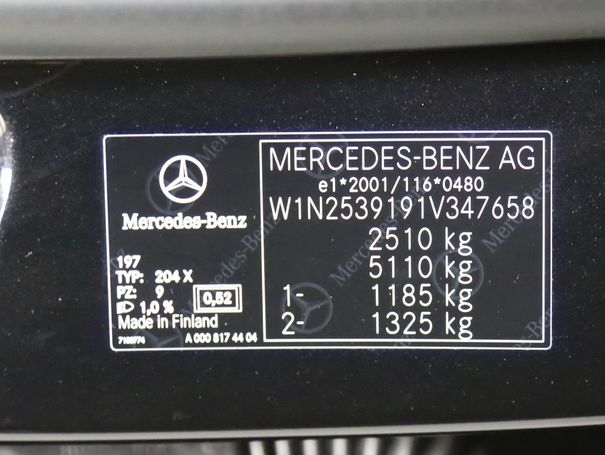 Mercedes-Benz
197
TYP: 204 X
PZ: 9
1,0 %
0,52
Made in Finland
7160774
A 000 817 44 04
MERCEDES-BENZ AG
e1*2001/116*0480
W1N2539191V347658
2510 kg
5110 kg
1- 1185 kg
2- 1325 kg